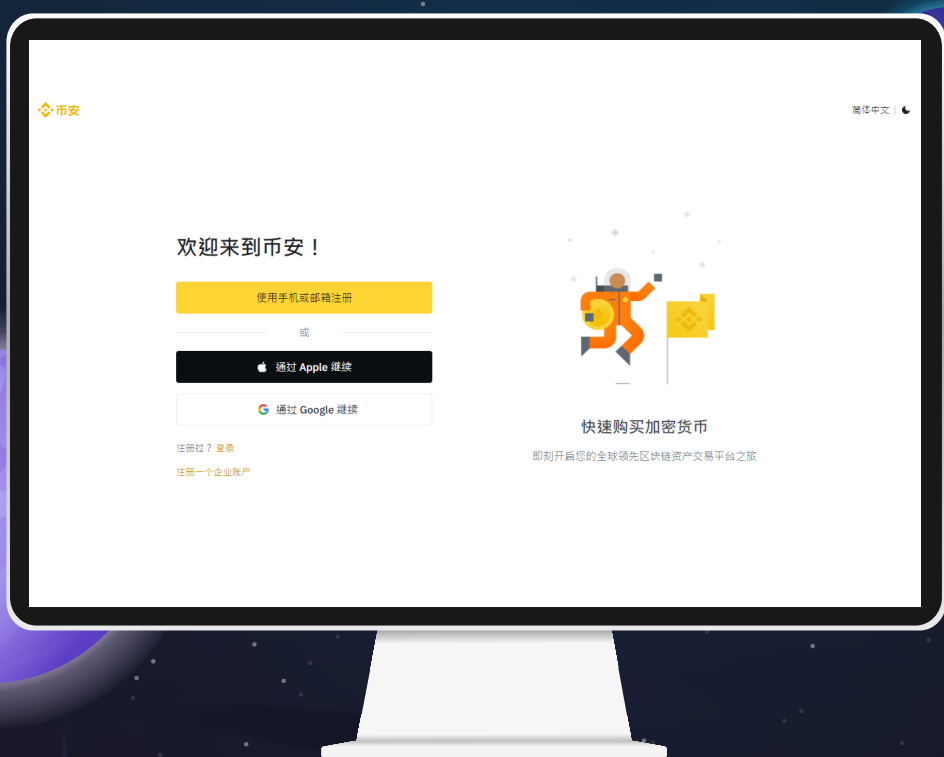 币安
简体中文
欢迎来到币安！
使用手机或邮箱注册
或
通过 Apple 继续
通过 Google 继续
注册过？登录
注册一个企业账户
快速购买加密货币
即刻开启您的全球领先区块链资产交易平台之旅